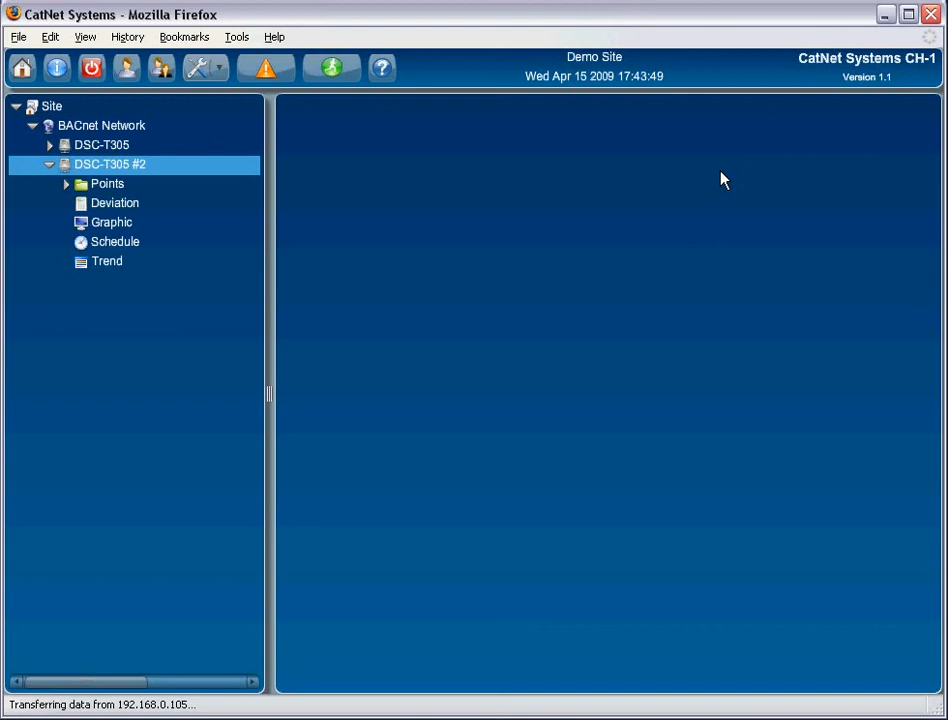 CatNet Systems - Mozilla Firefox
File Edit View History Bookmarks Tools Help
Demo Site
Wed Apr 15 2009 17:43:49
CatNet Systems CH-1
Version 1.1
Site
BACnet Network
DSC-T305
DSC-T305 #2
Points
Deviation
Graphic
Schedule
Trend
Transferring data from 192.168.0.105...